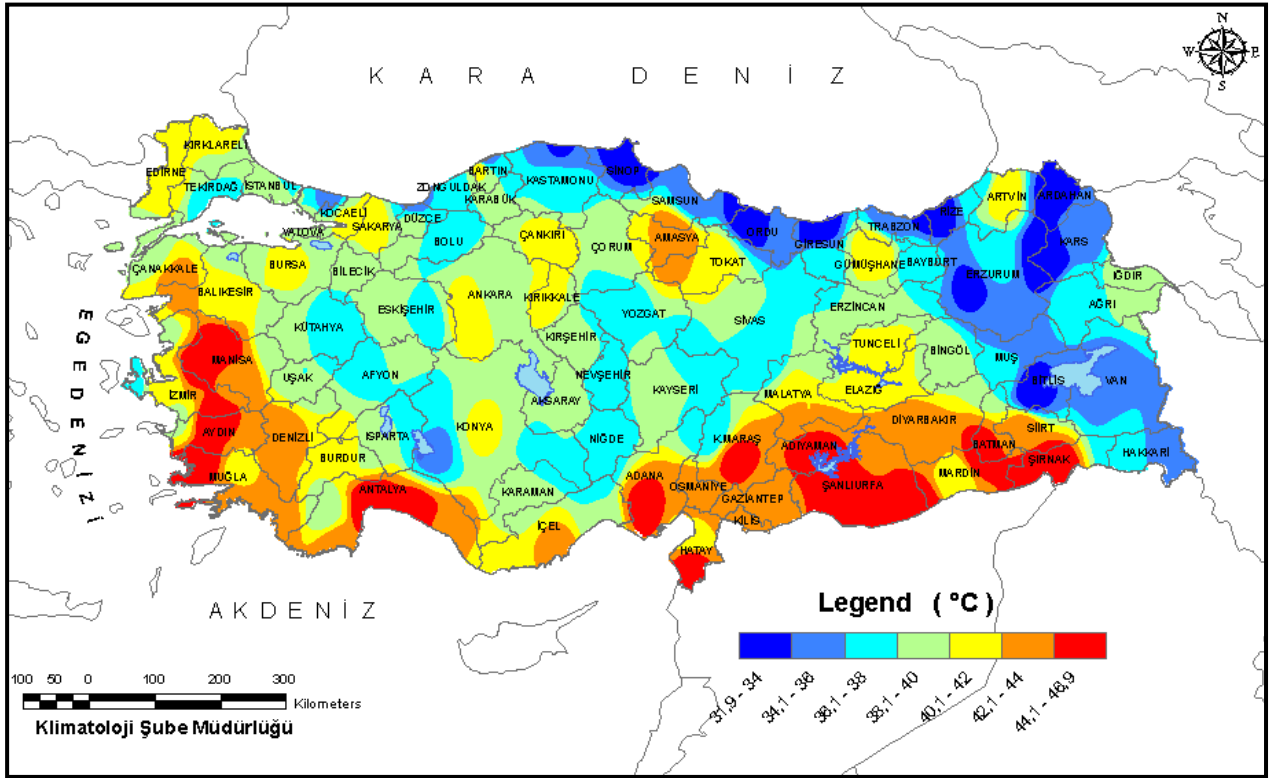 N
W E
S
K A R A D E N İ Z
KIRKLARELİ
EDİRNE
TEKİRDAĞ
İSTANBUL
KOCAELİ
YALOVA
SAKARYA
DÜZCE
ZONGULDAK
BARTIN
KARABÜK
KASTAMONU
SİNOP
SAMSUN
ORDU
GİRESUN
TRABZON
RİZE
ARTVİN
ARDAHAN
KARS
BOLU
ÇANKIRI
ÇORUM
AMASYA
TOKAT
GÜMÜŞHANE
BAYBURT
ERZURUM
IĞDIR
AĞRI
ÇANAKKALE
BALIKESİR
BURSA
BİLECİK
ESKİŞEHİR
ANKARA
KIRIKKALE
YOZGAT
SİVAS
ERZİNCAN
KÜTAHYA
KIRŞEHİR
TUNCELİ
BİNGÖL
MUŞ
MANİSA
UŞAK
AFYON
NEVŞEHİR
AKSARAY
KAYSERİ
MALATYA
ELAZIĞ
BİTLİS
VAN
İZMİR
AYDIN
DENİZLİ
ISPARTA
BURDUR
KONYA
NİĞDE
K.MARAŞ
ADIYAMAN
DİYARBAKIR
SİİRT
BATMAN
ŞIRNAK
HAKKARİ
MUĞLA
ANTALYA
KARAMAN
İÇEL
ADANA
OSMANİYE
GAZİANTEP
KİLİS
ŞANLIURFA
MARDİN
HATAY
E G E D E N İ Z İ
A K D E N İ Z
Legend ( °C )
31,9 - 34
34,1 - 36
36,1 - 38
38,1 - 40
40,1 - 42
42,1 - 44
44,1 - 46,9
100 50 0 100 200 300
Kilometers
Klimatoloji Şube Müdürlüğü